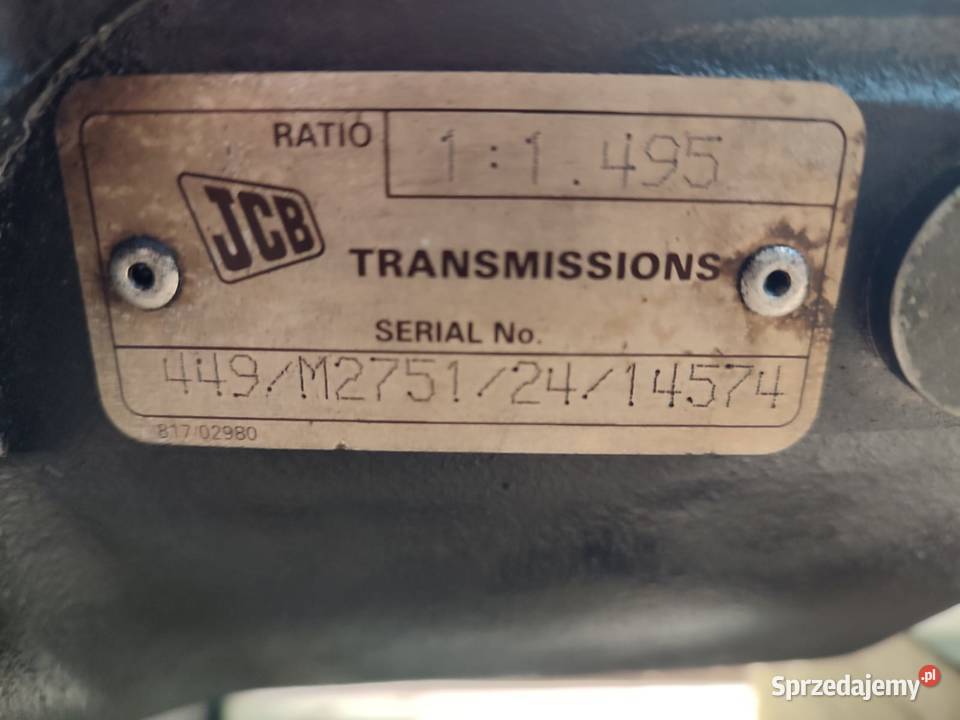 RATIO 1:1.495
JCB
TRANSMISSIONS
SERIAL No.
449/M2751/24/14574
817/02980
Sprzedajemy.pl